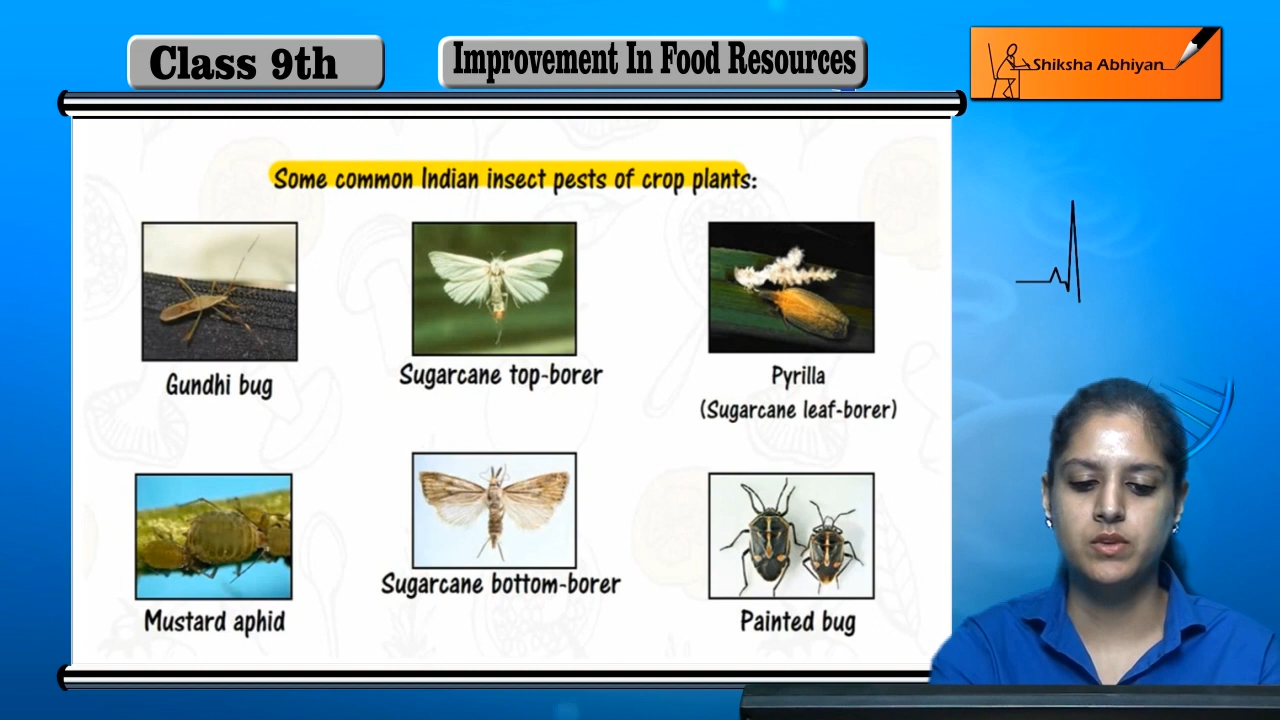 Class 9th
Improvement In Food Resources
Shiksha Abhiyan
Some common Indian insect pests of crop plants:
Gundhi bug
Sugarcane top-borer
Pyrilla
(Sugarcane leaf-borer)
Mustard aphid
Sugarcane bottom-borer
Painted bug